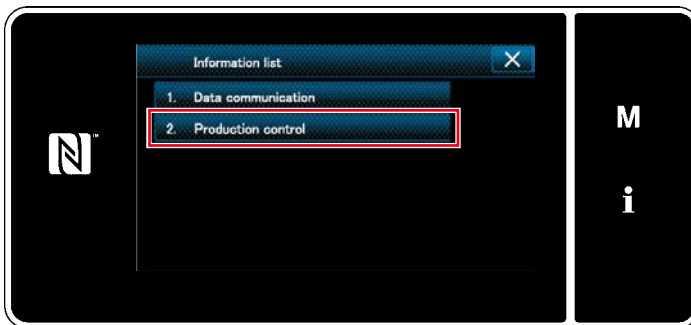 Information list
1. Data communication
2. Production control
M
i